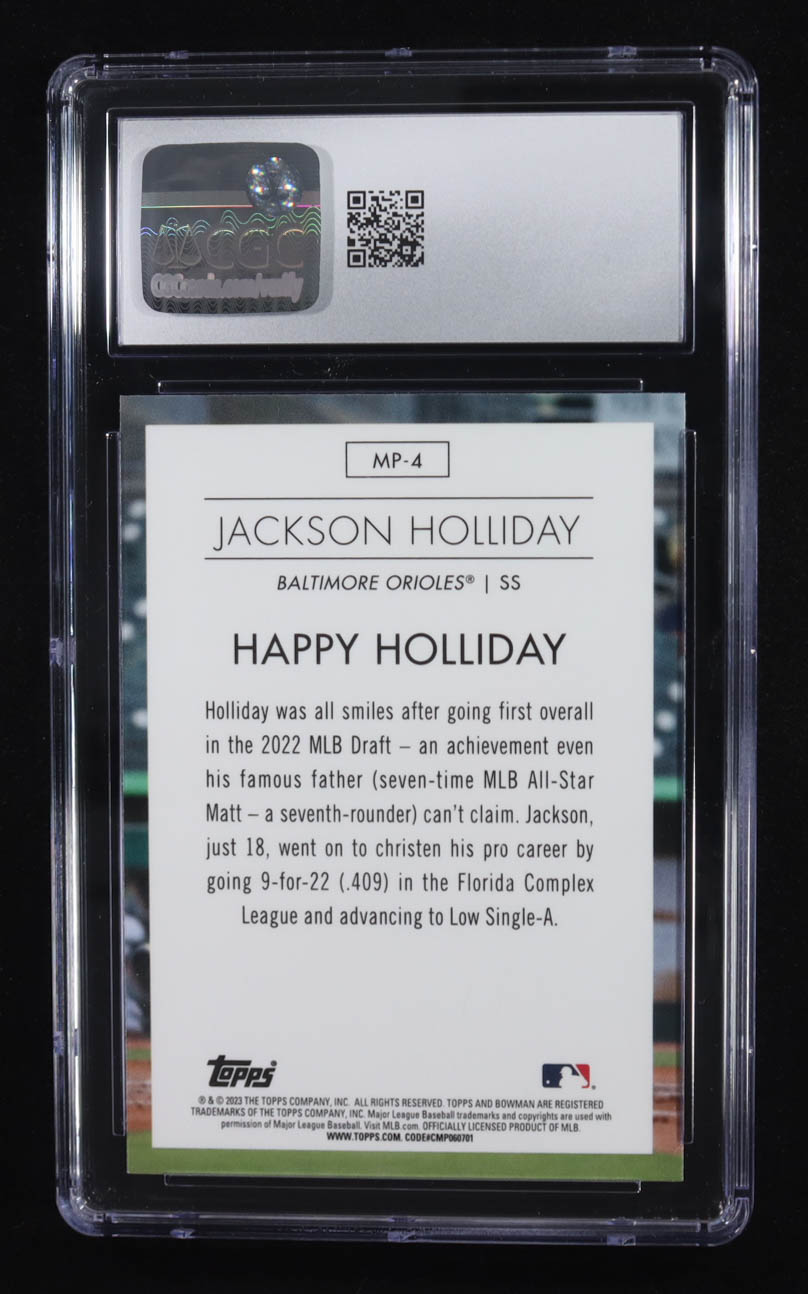 CGC
MP-4
JACKSON HOLLIDAY
BALTIMORE ORIOLES® | SS
HAPPY HOLLIDAY
Holliday was all smiles after going first overall
in the 2022 MLB Draft – an achievement even
his famous father (seven-time MLB All-Star
Matt – a seventh-rounder) can't claim. Jackson,
just 18, went on to christen his pro career by
going 9-for-22 (.409) in the Florida Complex
League and advancing to Low Single-A.
topps
® & © 2023 THE TOPPS COMPANY, INC. ALL RIGHTS RESERVED. TOPPS AND BOWMAN ARE REGISTERED
TRADEMARKS OF THE TOPPS COMPANY, INC. Major League Baseball trademarks and copyrights are used with
permission of Major League Baseball. Visit MLB.com. OFFICIALLY LICENSED PRODUCT OF MLB.
WWW.TOPPS.COM. CODE#CMP060701